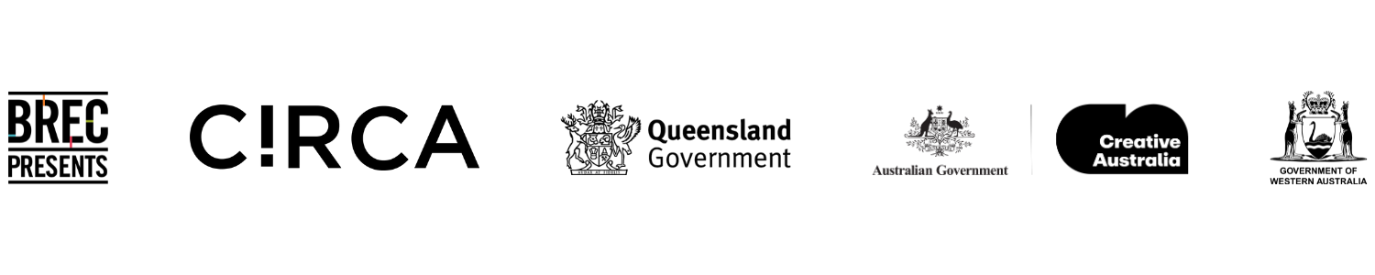 BREC
PRESENTS
C!RCA
Queensland
Government
Australian Government
Creative
Australia
GOVERNMENT OF
WESTERN AUSTRALIA